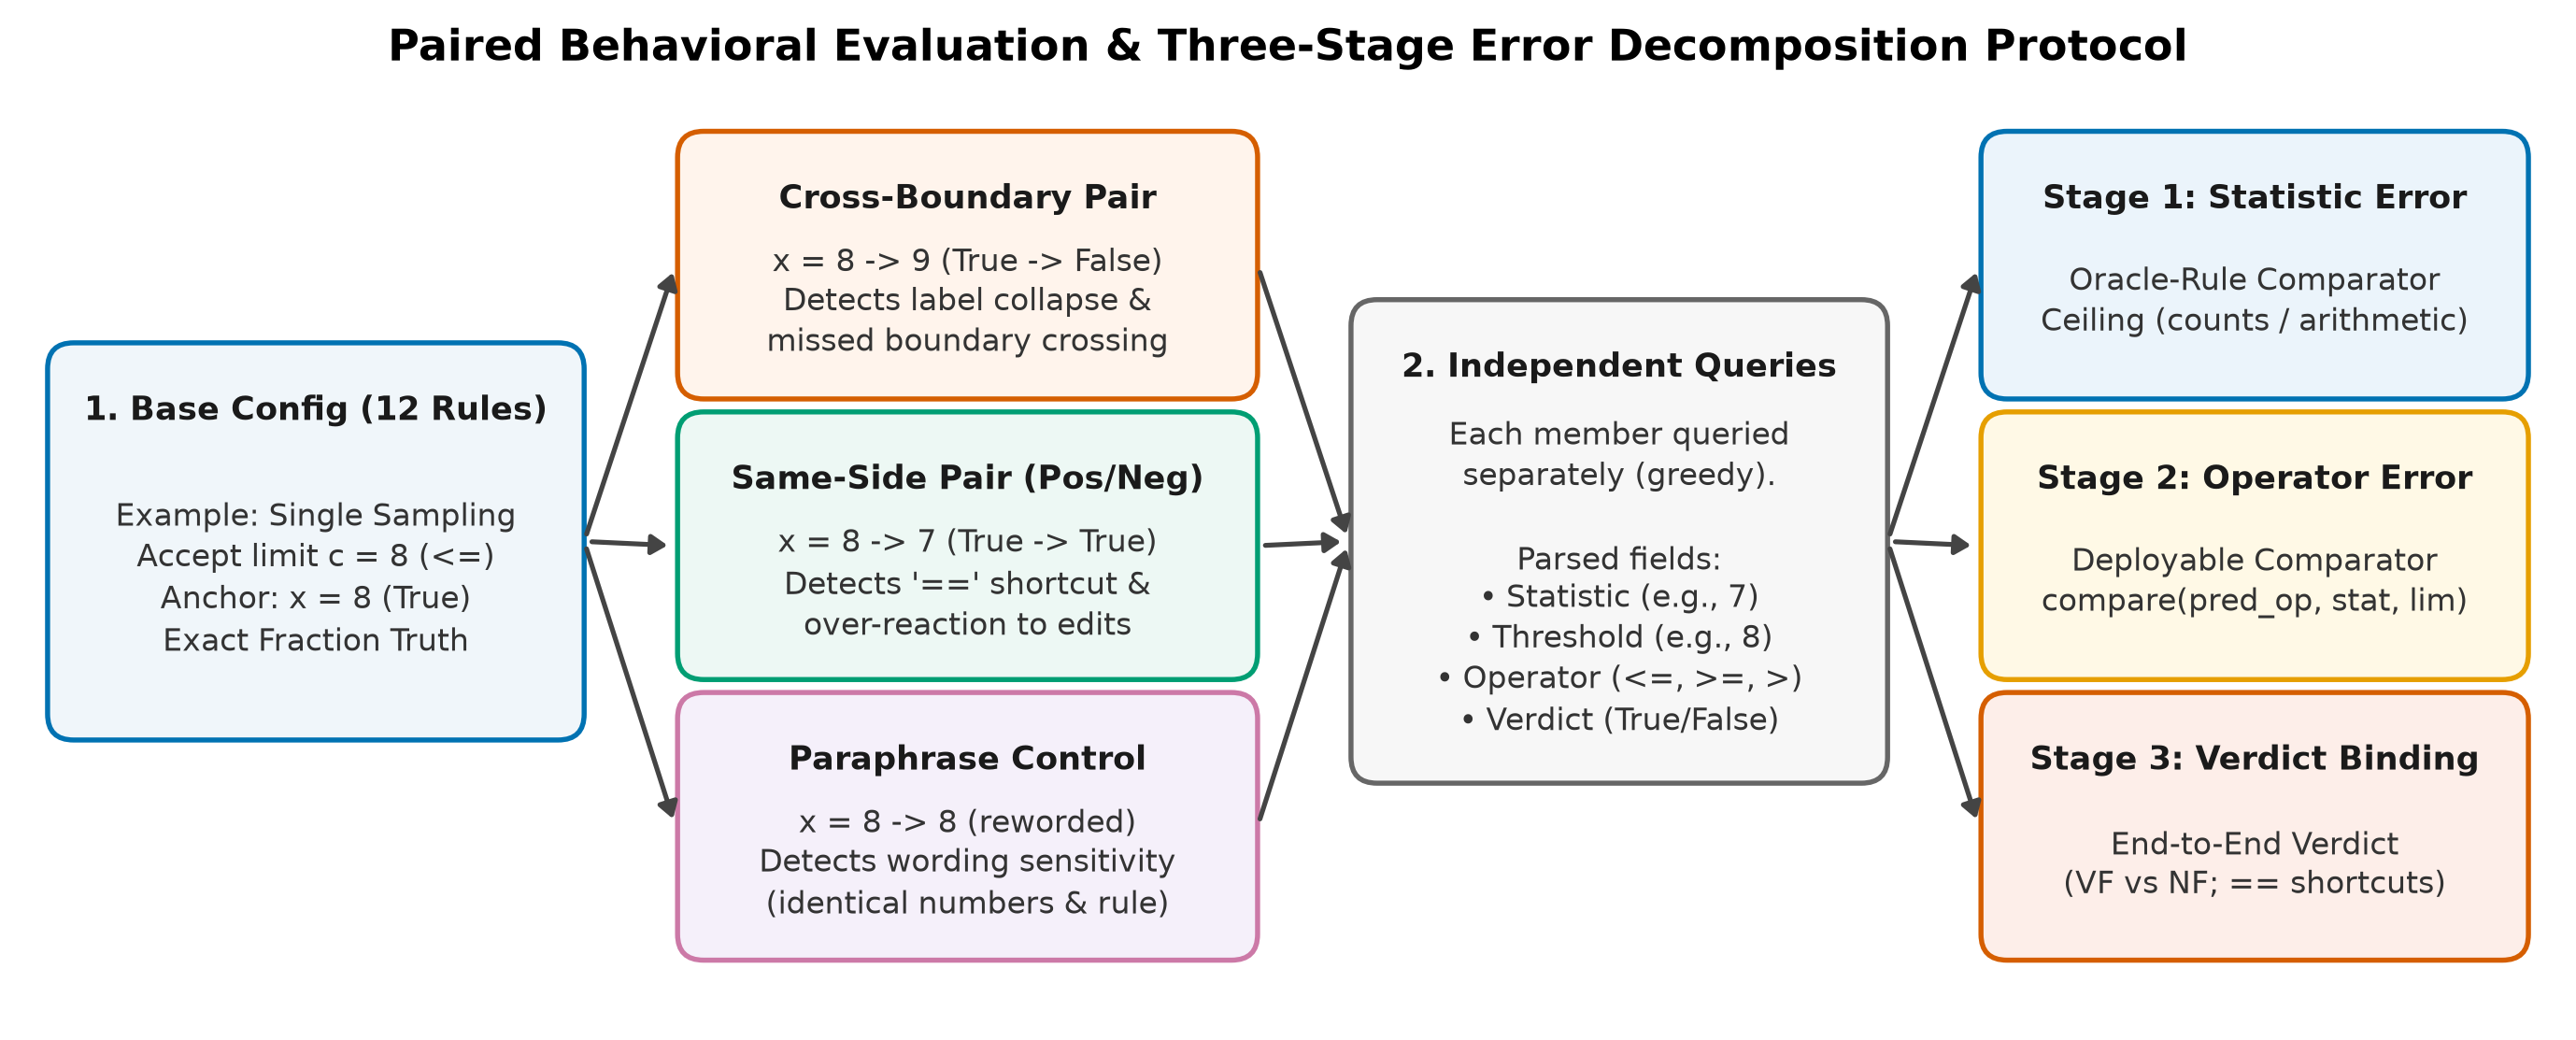 Paired Behavioral Evaluation & Three-Stage Error Decomposition Protocol
1. Base Config (12 Rules)
Example: Single Sampling
Accept limit c = 8 (<=)
Anchor: x = 8 (True)
Exact Fraction Truth
Cross-Boundary Pair
x = 8 -> 9 (True -> False)
Detects label collapse &
missed boundary crossing
Same-Side Pair (Pos/Neg)
x = 8 -> 7 (True -> True)
Detects '==' shortcut &
over-reaction to edits
Paraphrase Control
x = 8 -> 8 (reworded)
Detects wording sensitivity
(identical numbers & rule)
2. Independent Queries
Each member queried
separately (greedy).
Parsed fields:
• Statistic (e.g., 7)
• Threshold (e.g., 8)
• Operator (<=, >=, >)
• Verdict (True/False)
Stage 1: Statistic Error
Oracle-Rule Comparator
Ceiling (counts / arithmetic)
Stage 2: Operator Error
Deployable Comparator
compare(pred_op, stat, lim)
Stage 3: Verdict Binding
End-to-End Verdict
(VF vs NF; == shortcuts)